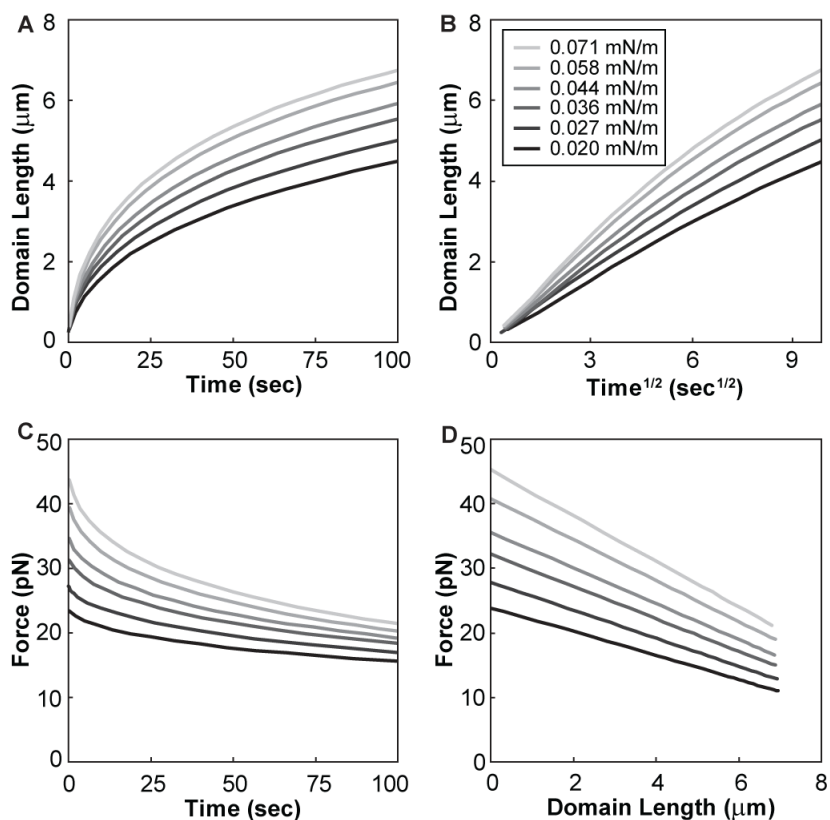 A
8
6
4
2
0
Domain Length (μm)
0 25 50 75 100
Time (sec)
B
8
6
4
2
0
Domain Length (μm)
0.071 mN/m
0.058 mN/m
0.044 mN/m
0.036 mN/m
0.027 mN/m
0.020 mN/m
0 3 6 9
Time1/2 (sec1/2)
C
50
40
30
20
10
0
Force (pN)
0 25 50 75 100
Time (sec)
D
50
40
30
20
10
0
Force (pN)
0 2 4 6 8
Domain Length (μm)